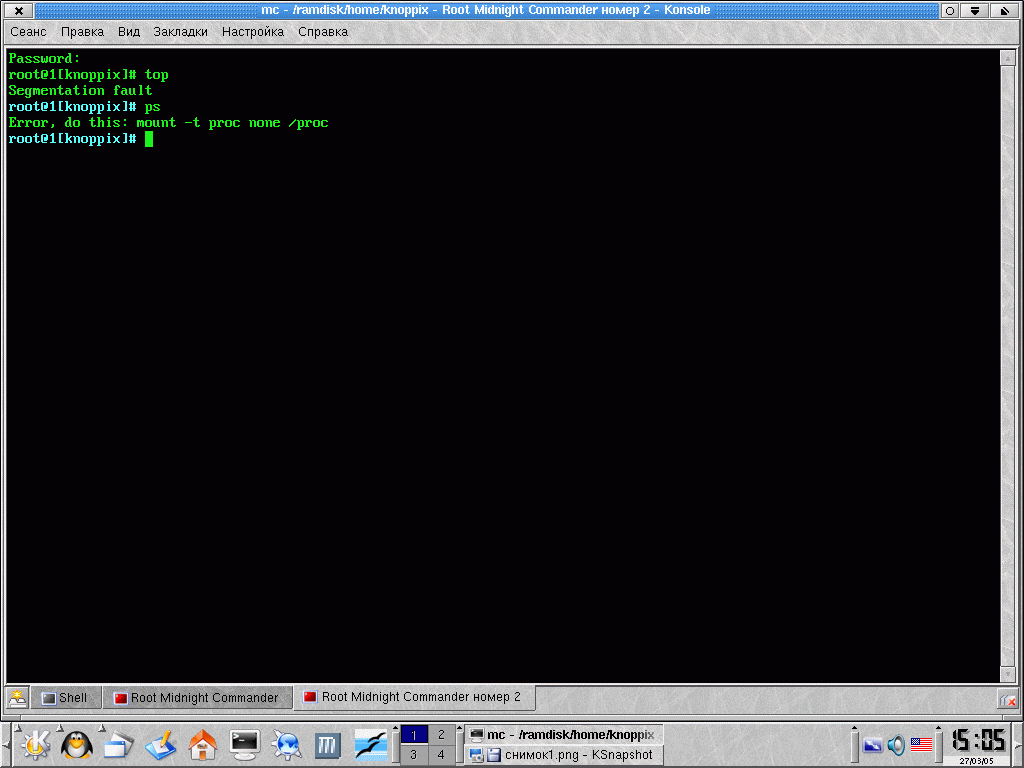 mc - /ramdisk/home/knoppix - Root Midnight Commander номер 2 - Konsole
Сеанс Правка Вид Закладки Настройка Справка
Password:
root@1[knoppix]# top
Segmentation fault
root@1[knoppix]# ps
Error, do this: mount -t proc none /proc
root@1[knoppix]#
Shell Root Midnight Commander Root Midnight Commander номер 2
1 2 mc - /ramdisk/home/knoppix
3 4 снимок1.png - KSnapshot
15:05
27/03/05